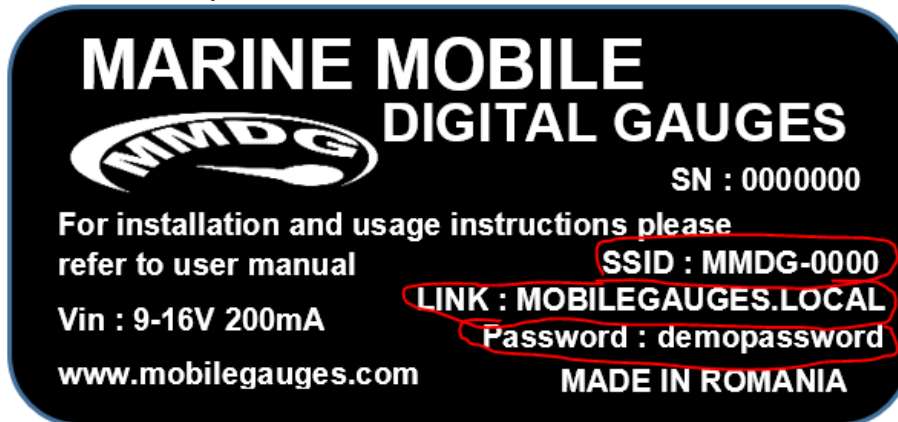 MARINE MOBILE
DIGITAL GAUGES
MMDG
SN : 0000000
For installation and usage instructions please
refer to user manual
SSID : MMDG-0000
LINK : MOBILEGAUGES.LOCAL
Vin : 9-16V 200mA
Password : demopassword
www.mobilegauges.com
MADE IN ROMANIA